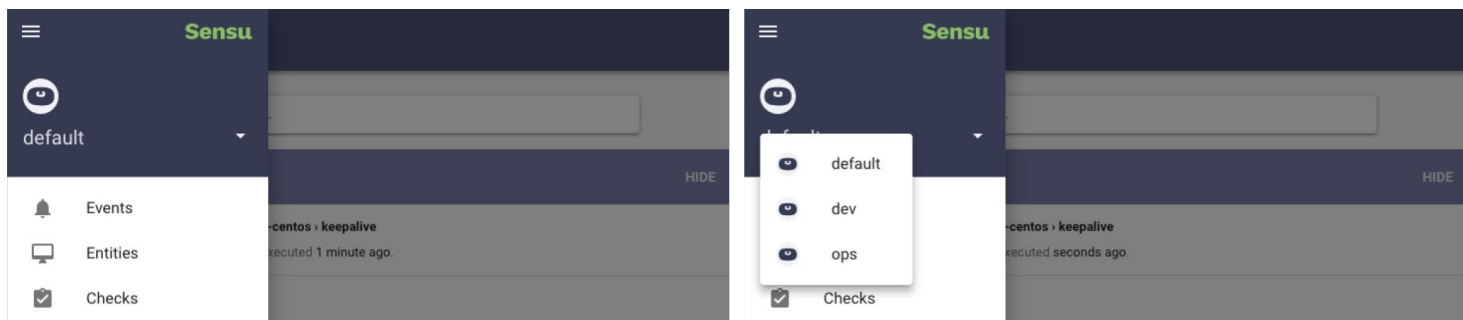 Sensu
default
HIDE
Events
-centos › keepalive
Entities
xecuted 1 minute ago.
Checks
Sensu
default
default
HIDE
dev
-centos › keepalive
ops
xecuted seconds ago.
Checks